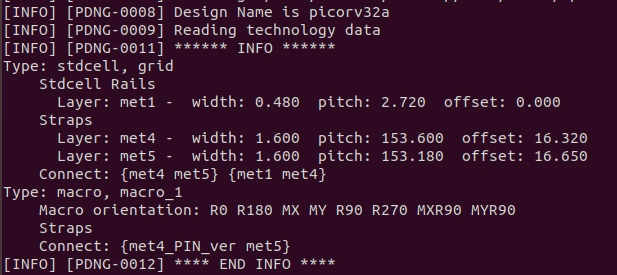 [INFO] [PDNG-0008] Design Name is picorv32a
[INFO] [PDNG-0009] Reading technology data
[INFO] [PDNG-0011] ****** INFO ******
Type: stdcell, grid
    Stdcell Rails
      Layer: met1 -  width: 0.480  pitch: 2.720  offset: 0.000
    Straps
      Layer: met4 -  width: 1.600  pitch: 153.600  offset: 16.320
      Layer: met5 -  width: 1.600  pitch: 153.180  offset: 16.650
    Connect: {met4 met5} {met1 met4}
Type: macro, macro_1
    Macro orientation: R0 R180 MX MY R90 R270 MXR90 MYR90
    Straps
    Connect: {met4_PIN_ver met5}
[INFO] [PDNG-0012] **** END INFO ****